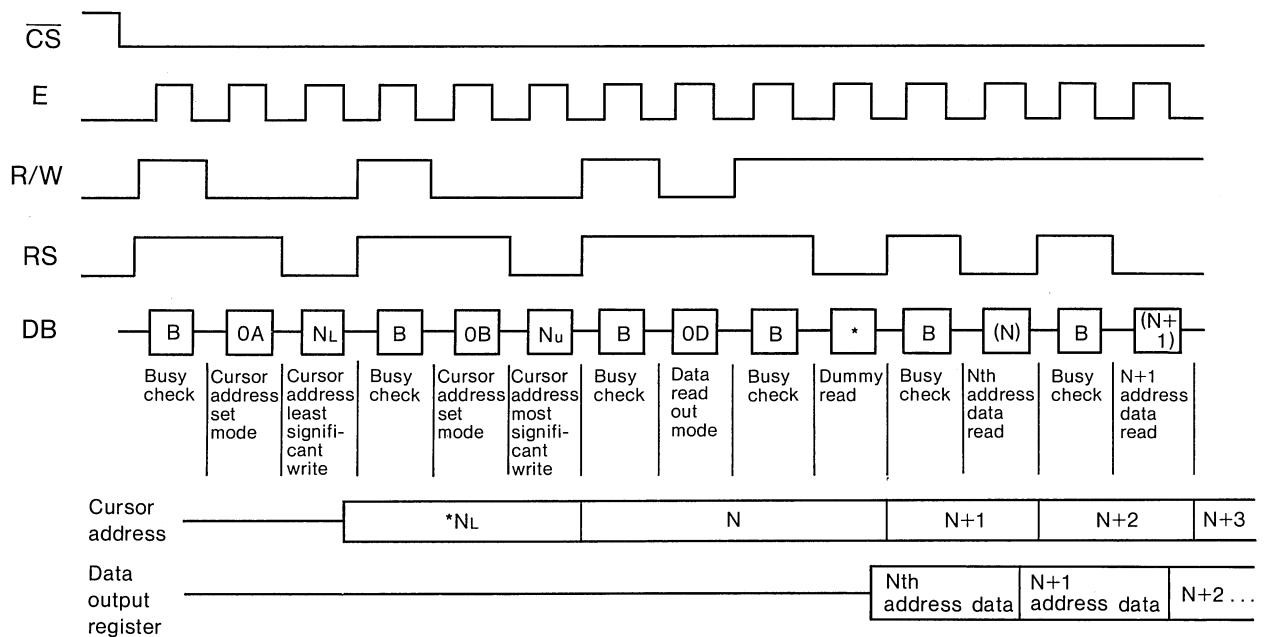 CS
E
R/W
RS
DB
B 0A NL B 0B Nu B 0D B * B (N) B (N+
1)
Busy
check
Cursor
address
set
mode
Cursor
address
least
signifi-
cant
write
Busy
check
Cursor
address
set
mode
Cursor
address
most
signifi-
cant
write
Busy
check
Data
read
out
mode
Busy
check
Dummy
read
Busy
check
Nth
address
data
read
Busy
check
N+1
address
data
read
Cursor
address
*NL N N+1 N+2 N+3
Data
output
register
Nth
address data
N+1
address data
N+2 ...